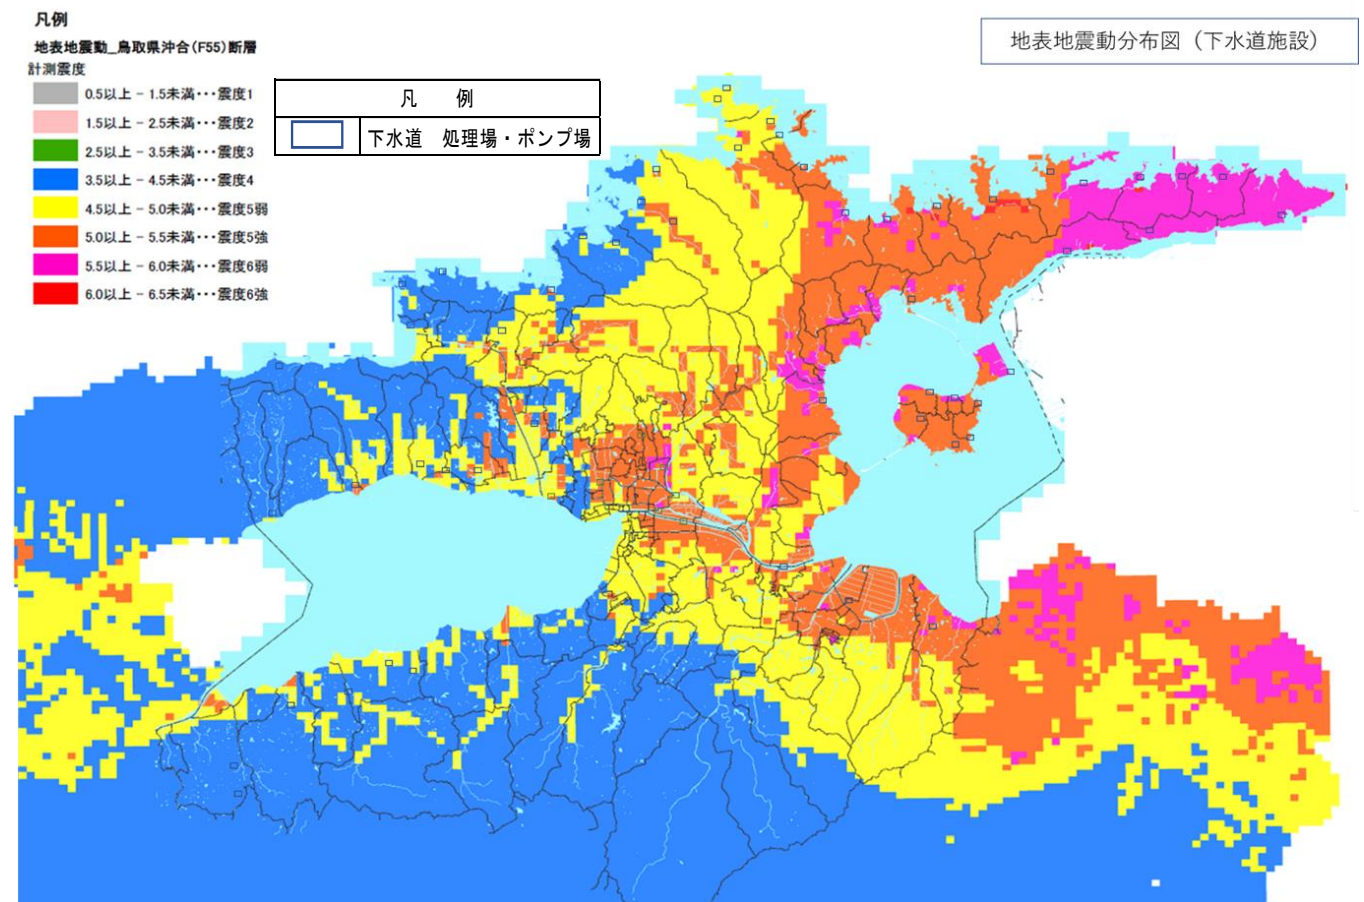 凡例
地表地震動_鳥取県沖合(F55)断層
計測震度
0.5以上 - 1.5未満･･･震度1
1.5以上 - 2.5未満･･･震度2
2.5以上 - 3.5未満･･･震度3
3.5以上 - 4.5未満･･･震度4
4.5以上 - 5.0未満･･･震度5弱
5.0以上 - 5.5未満･･･震度5強
5.5以上 - 6.0未満･･･震度6弱
6.0以上 - 6.5未満･･･震度6強
凡　例
下水道　処理場・ポンプ場
地表地震動分布図（下水道施設）